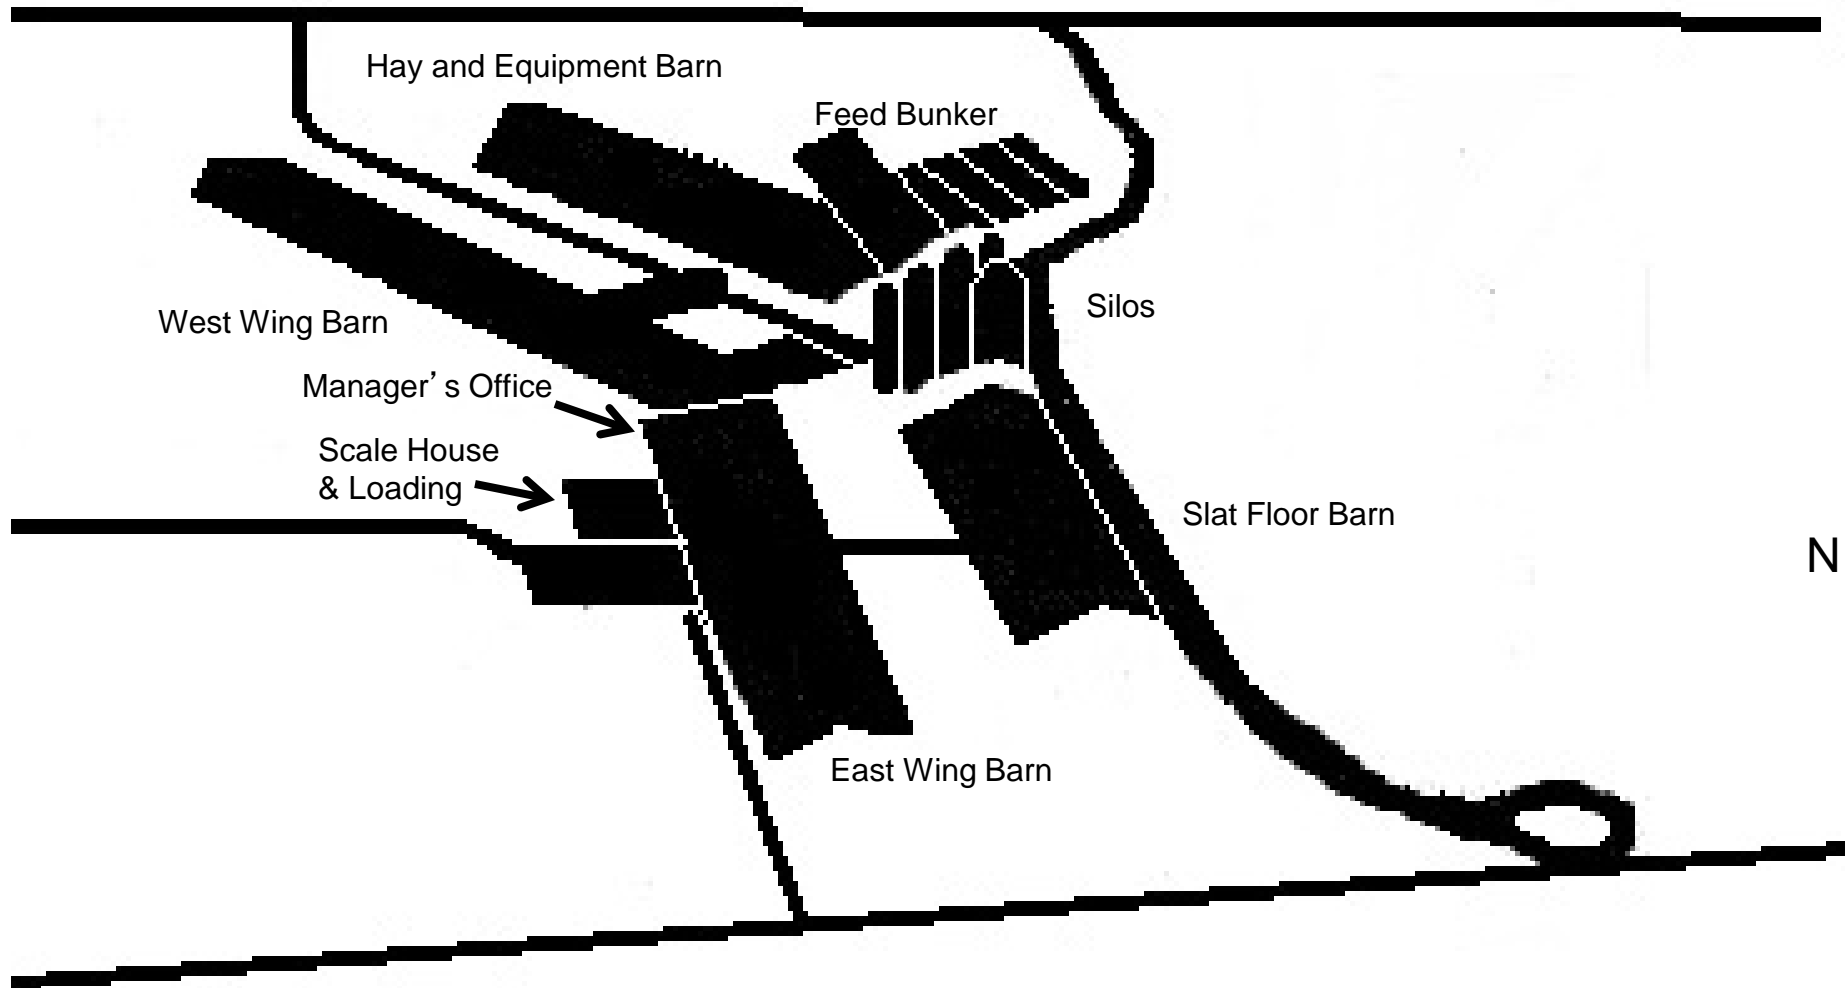 Hay and Equipment Barn
Feed Bunker
Silos
West Wing Barn
Manager’s Office
Scale House
& Loading
Slat Floor Barn
N
East Wing Barn